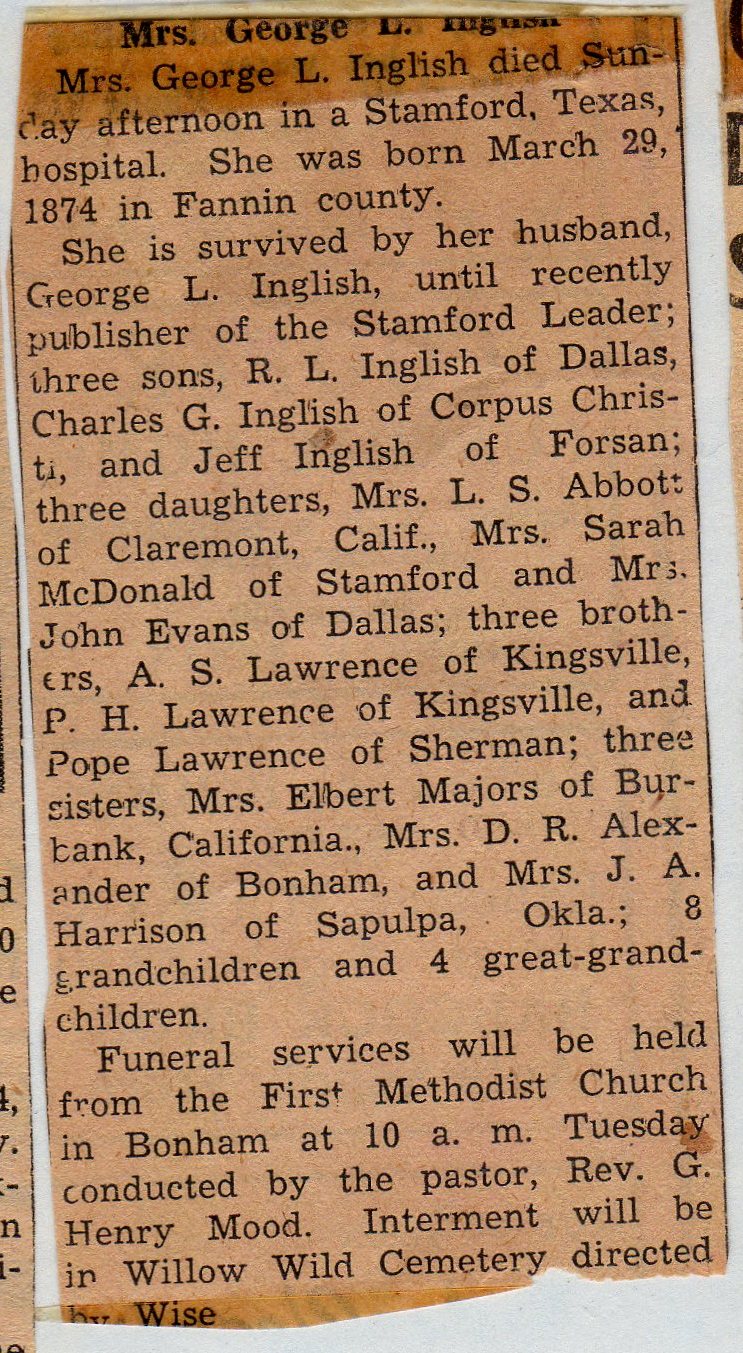 Mrs. George L. Inglish
Mrs. George L. Inglish died Sun-
day afternoon in a Stamford, Texas,
hospital. She was born March 29,
1874 in Fannin county.
She is survived by her husband,
George L. Inglish, until recently
publisher of the Stamford Leader;
three sons, R. L. Inglish of Dallas,
Charles G. Inglish of Corpus Chris-
ti, and Jeff Inglish of Forsan;
three daughters, Mrs. L. S. Abbott
of Claremont, Calif., Mrs. Sarah
McDonald of Stamford and Mrs.
John Evans of Dallas; three broth-
ers, A. S. Lawrence of Kingsville,
P. H. Lawrence of Kingsville, and
Pope Lawrence of Sherman; three
sisters, Mrs. Elbert Majors of Bur-
bank, California., Mrs. D. R. Alex-
ander of Bonham, and Mrs. J. A.
Harrison of Sapulpa, Okla.; 8
grandchildren and 4 great-grand-
children.
Funeral services will be held
from the First Methodist Church
in Bonham at 10 a. m. Tuesday
conducted by the pastor, Rev. G.
Henry Mood. Interment will be
in Willow Wild Cemetery directed
by Wise